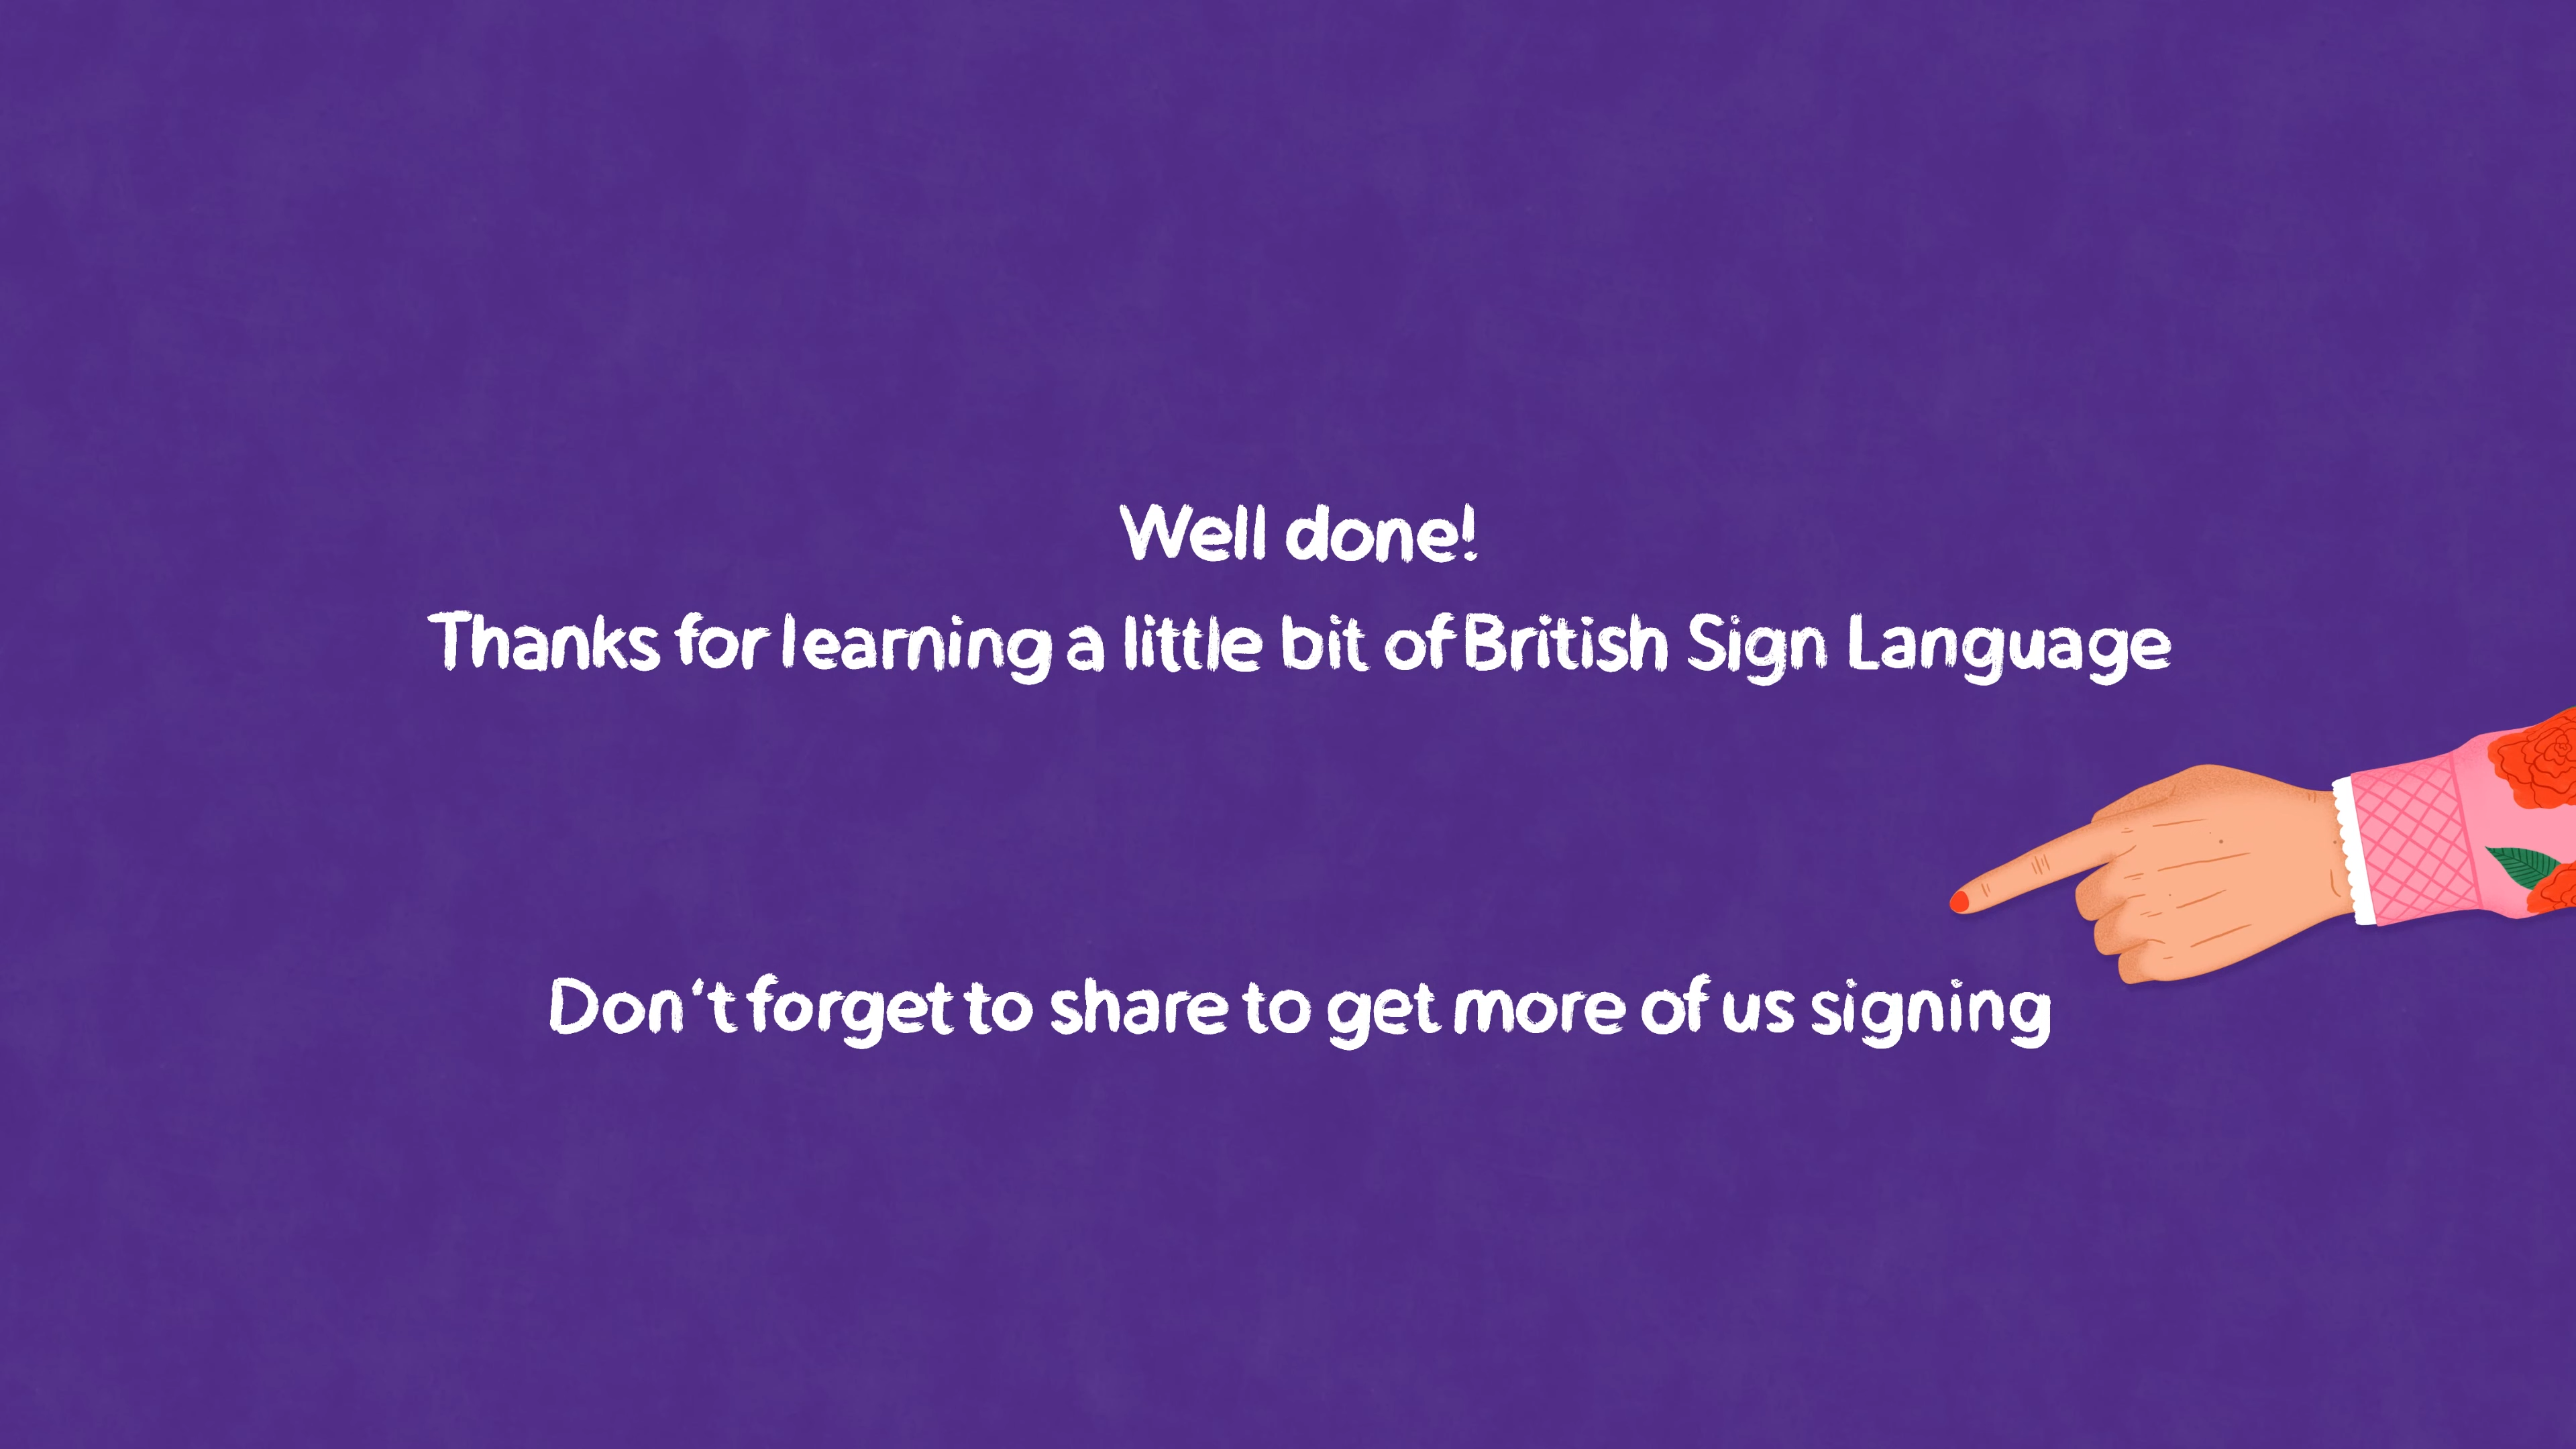 Well done!
Thanks for learning a little bit of British Sign Language
Don‘t forget to share to get more of us signing